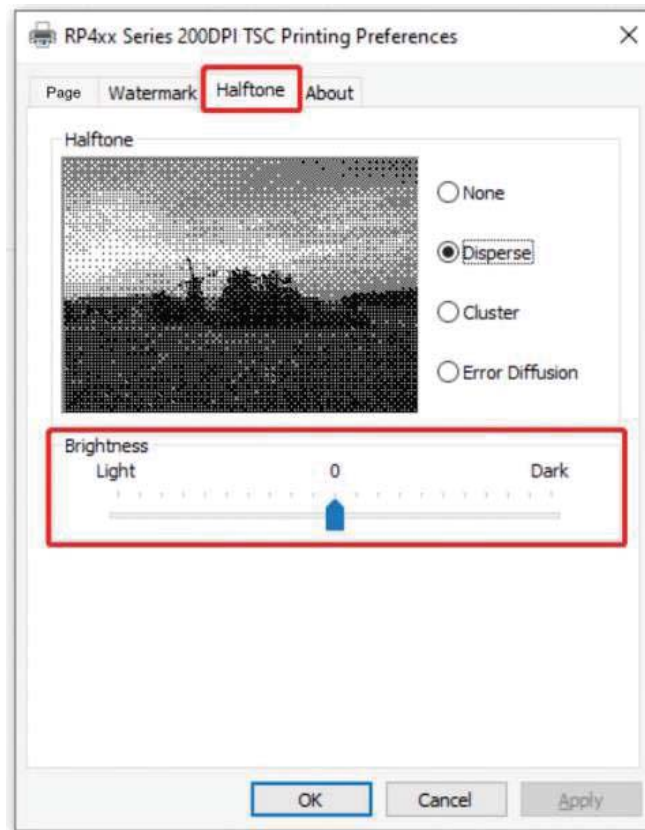 RP4xx Series 200DPI TSC Printing Preferences
Page Watermark Halftone About
Halftone
None
Disperse
Cluster
Error Diffusion
Brightness
Light 0 Dark
OK Cancel Apply